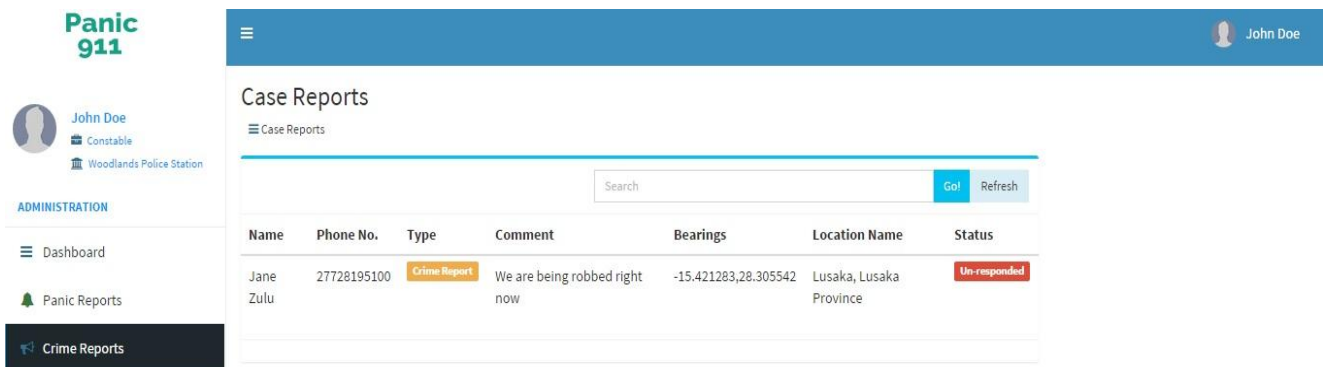 Panic
911
John Doe
John Doe
Constable
Woodlands Police Station
ADMINISTRATION
Dashboard
Panic Reports
Crime Reports
Case Reports
Case Reports
Search
Go!
Refresh
Name Phone No. Type Comment Bearings Location Name Status
Jane Zulu 27728195100 Crime Report We are being robbed right now -15.421283,28.305542 Lusaka, Lusaka Province Un-responded